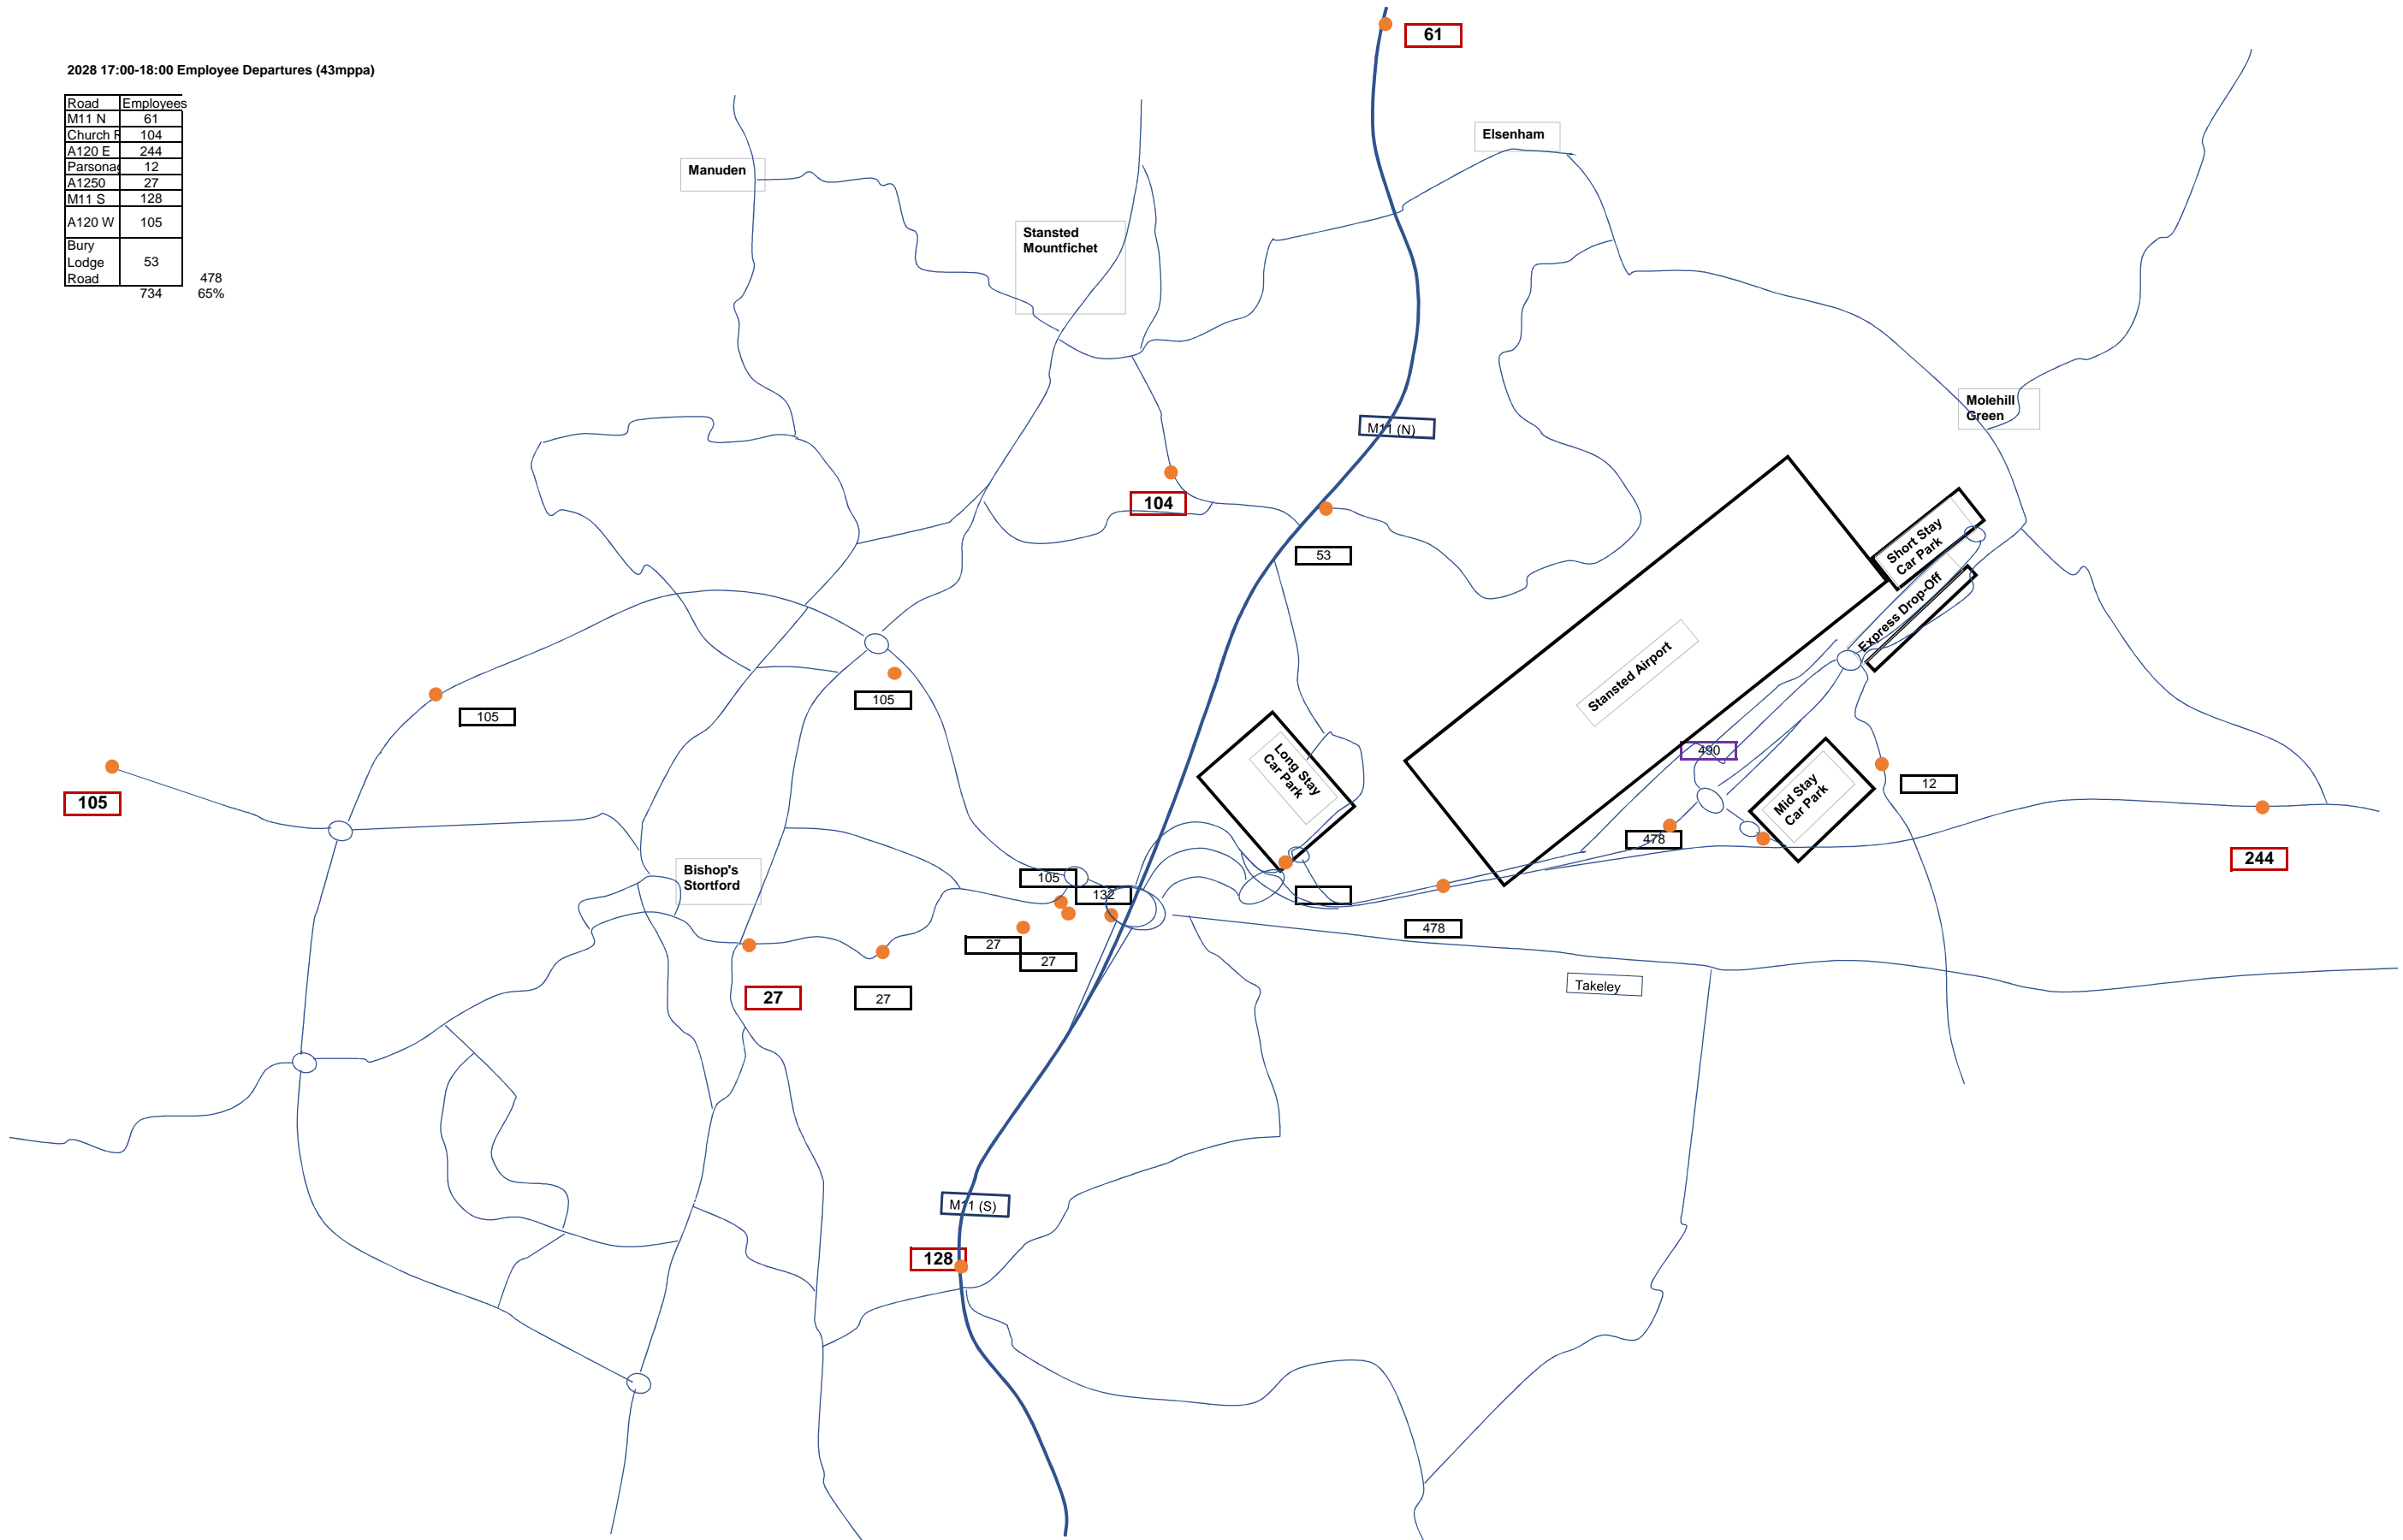 61
2028 17:00-18:00 Employee Departures (43mppa)
Road Employees
M11 N 61
Church R 104
A120 E 244
Parsonag 12
A1250 27
M11 S 128
A120 W 105
Bury
Lodge 53
Road 478
734 65%
Elsenham
Manuden
Stansted
Mountfichet
Molehill
Green
M11 (N)
104
53
Short Stay
Car Park
Express Drop-Off
Stansted Airport
105
105
105
Long Stay
Car Park
490
Mid Stay
Car Park
12
478
244
Bishop's
Stortford
105
132
478
27
27
27
27
Takeley
M11 (S)
128